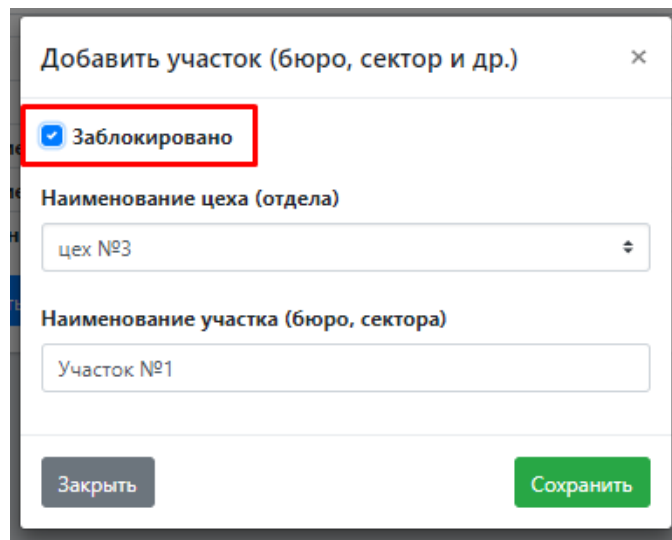 Добавить участок (бюро, сектор и др.) ×
Заблокировано
Наименование цеха (отдела)
цех №3
Наименование участка (бюро, сектора)
Участок №1
Закрыть Сохранить